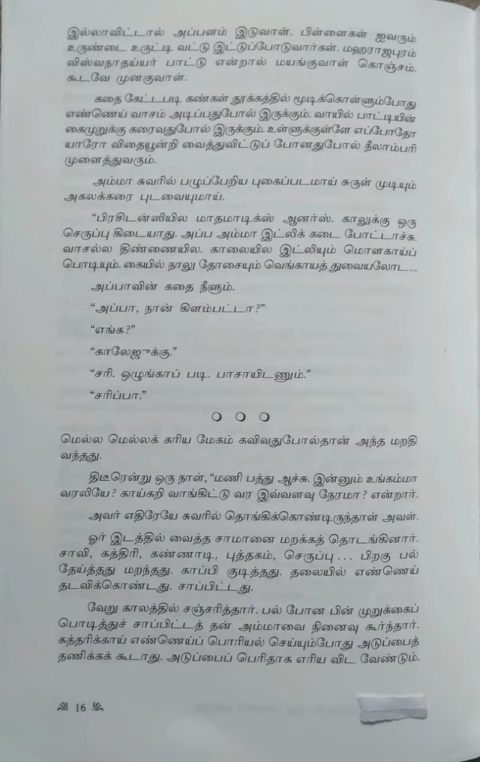 இல்லாவிட்டால் அப்பளம் இடுவாள். பிள்ளைகள் ஐவரும்
உருண்டை உருட்டி வட்டு இட்டுப்போடுவார்கள். மஹராஜபுரம்
விஸ்வநாதய்யர் பாட்டு என்றால் மயங்குவாள் கொஞ்சம்.
கூடவே முனகுவாள்.
கதை கேட்டபடி கண்கள் தூக்கத்தில் மூடிக்கொள்ளும்போது
எண்ணெய் வாசம் அடிப்பதுபோல் இருக்கும். வாயில் பாட்டியின்
கைமுறுக்கு கரைவதுபோல் இருக்கும். உள்ளுக்குள்ளே எப்போதோ
யாரோ விதையூன்றி வைத்துவிட்டுப் போனதுபோல் நீலாம்பரி
முளைத்துவரும்.
அம்மா சுவரில் பழுப்பேறிய புகைப்படமாய் சுருள் முடியும்
அகலக்கரை புடவையுமாய்.
“பிரசிடன்ஸியில மாதமாடிக்ஸ் ஆனர்ஸ். காலுக்கு ஒரு
செருப்பு கிடையாது. அப்ப அம்மா இட்லிக் கடை போட்டாச்சு.
வாசல்ல திண்ணையில. காலையில இட்லியும் மொளகாய்ப்
பொடியும். கையில் நாலு தோசையும் வெங்காயத் துவையலோட...
அப்பாவின் கதை நீளும்.
“அப்பா, நான் கிளம்பட்டா?”
“எங்க?”
“காலேஜுக்கு.”
“சரி. ஒழுங்காப் படி. பாசாயிடணும்.”
“சரிப்பா.”
மெல்ல மெல்லக் கரிய மேகம் கவிவதுபோல்தான் அந்த மறதி
வந்தது.
திடீரென்று ஒரு நாள், “மணி பத்து ஆச்சு. இன்னும் உங்கம்மா
வரலியே? காய்கறி வாங்கிட்டு வர இவ்வளவு நேரமா? என்றார்.
அவர் எதிரேயே சுவரில் தொங்கிக்கொண்டிருந்தாள் அவள்.
ஓர் இடத்தில் வைத்த சாமானை மறக்கத் தொடங்கினார்.
சாவி, கத்திரி, கண்ணாடி, புத்தகம், செருப்பு ... பிறகு பல்
தேய்த்தது மறந்தது. காப்பி குடித்தது. தலையில் எண்ணெய்
தடவிக்கொண்டது. சாப்பிட்டது.
வேறு காலத்தில் சஞ்சரித்தார். பல் போன பின் முறுக்கைப்
பொடித்துச் சாப்பிட்டத் தன் அம்மாவை நினைவு கூர்ந்தார்.
கத்தரிக்காய் எண்ணெய்ப் பொரியல் செய்யும்போது அடுப்பைத்
தணிக்கக் கூடாது. அடுப்பைப் பெரிதாக எரிய விட வேண்டும்.
16